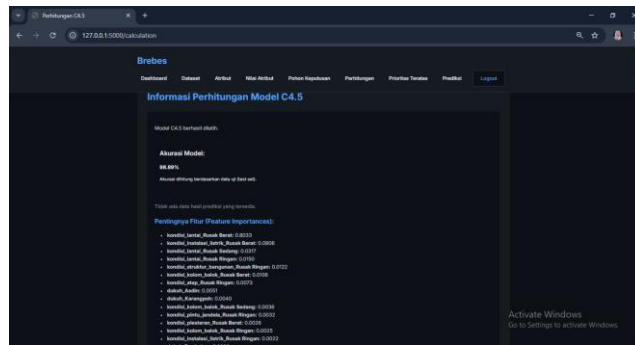 Perhitungan C4.5
127.0.0.1:5000/calculation
Brebes
Dashboard Dataset Atribut Nilai Atribut Pohon Keputusan Perhitungan Prioritas Teratas Prediksi Logout
Informasi Perhitungan Model C4.5
Model C4.5 berhasil dilatih.
Akurasi Model:
98.89%
Akurasi dihitung berdasarkan data uji (test set).
Tidak ada data hasil prediksi yang tersedia.
Pentingnya Fitur (Feature Importances):
kondisi_lantai_Rusak Berat: 0.8033
kondisi_instalasi_listrik_Rusak Berat: 0.0906
kondisi_lantai_Rusak Sedang: 0.0317
kondisi_lantai_Rusak Ringan: 0.0150
kondisi_struktur_bangunan_Rusak Ringan: 0.0122
kondisi_kolom_balok_Rusak Berat: 0.0108
kondisi_atap_Rusak Ringan: 0.0073
dukuh_Asdin: 0.0051
dukuh_Karangpoh: 0.0040
kondisi_kolom_balok_Rusak Sedang: 0.0036
kondisi_pintu_jendela_Rusak Ringan: 0.0032
kondisi_plesteran_Rusak Berat: 0.0026
kondisi_kolom_balok_Rusak Ringan: 0.0025
kondisi_instalasi_listrik_Rusak Ringan: 0.0022
Activate Windows
Go to Settings to activate Windows.